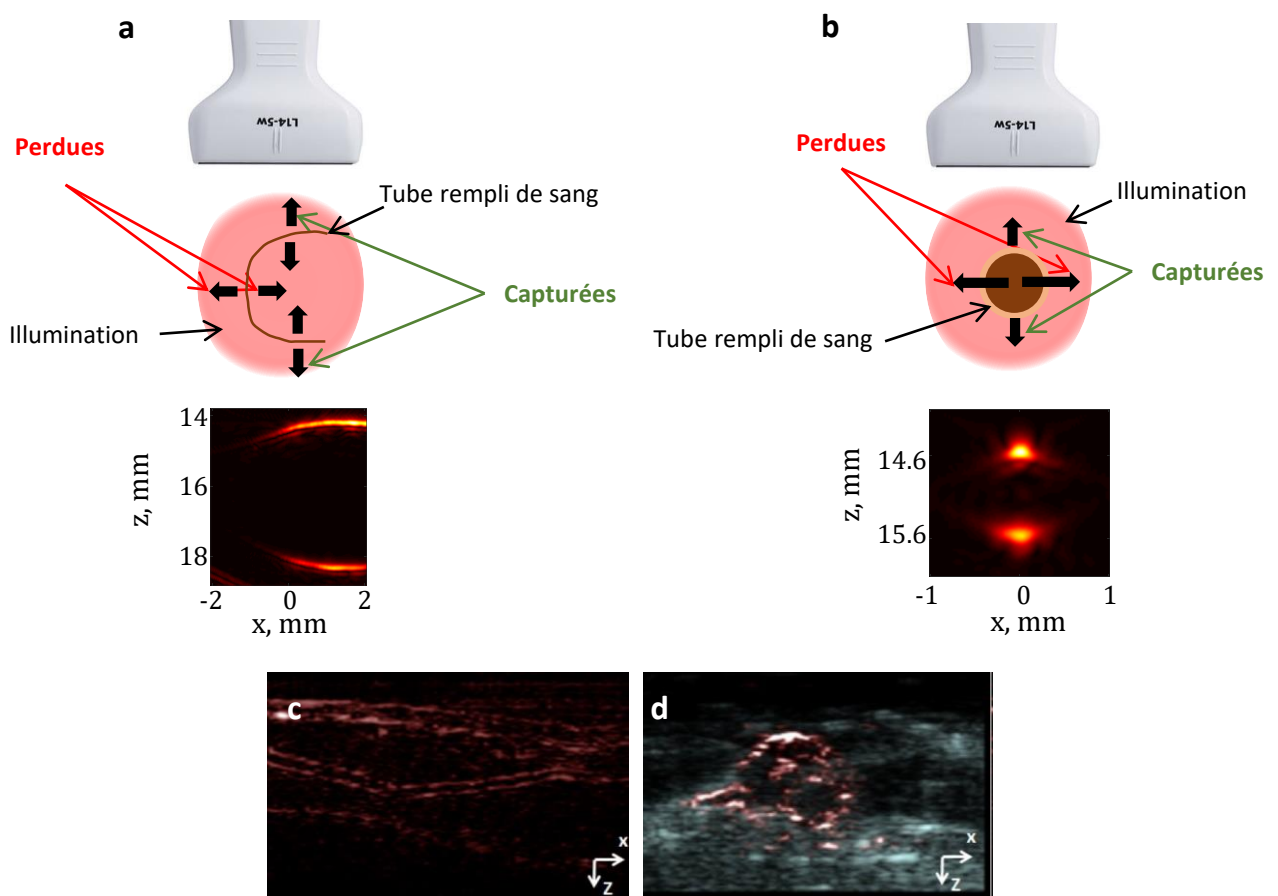 a
b
L14-5w
L14-5w
Perdues
Perdues
Tube rempli de sang
Illumination
Capturées
Capturées
Illumination
Tube rempli de sang
14
16
18
z, mm
-2
0
2
x, mm
14.6
15.6
z, mm
-1
0
1
x, mm
c
d
x
z
x
z